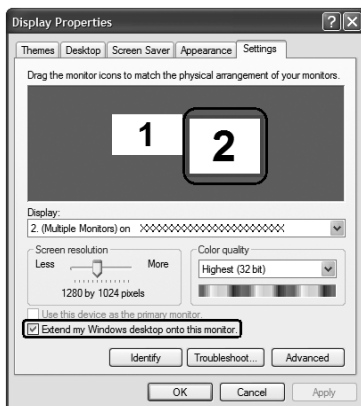 Display Properties
Themes Desktop Screen Saver Appearance Settings
Drag the monitor icons to match the physical arrangement of your monitors.
1 2
Display:
2. (Multiple Monitors) on XXXXXXXXXXXXXXXXXXXXXX
Screen resolution
Less More
1280 by 1024 pixels
Color quality
Highest (32 bit)
Use this device as the primary monitor.
Extend my Windows desktop onto this monitor.
Identify Troubleshoot... Advanced
OK Cancel Apply